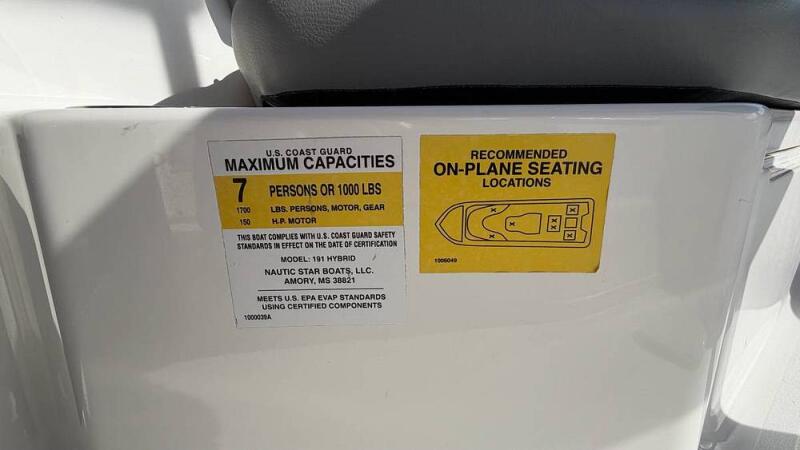 U.S. COAST GUARD
MAXIMUM CAPACITIES
7 PERSONS OR 1000 LBS
1700 LBS. PERSONS, MOTOR, GEAR
150 H.P. MOTOR
THIS BOAT COMPLIES WITH U.S. COAST GUARD SAFETY
STANDARDS IN EFFECT ON THE DATE OF CERTIFICATION
MODEL: 191 HYBRID
NAUTIC STAR BOATS, LLC.
AMORY, MS 38821
MEETS U.S. EPA EVAP STANDARDS
USING CERTIFIED COMPONENTS
1000039A
RECOMMENDED
ON-PLANE SEATING
LOCATIONS
1006049